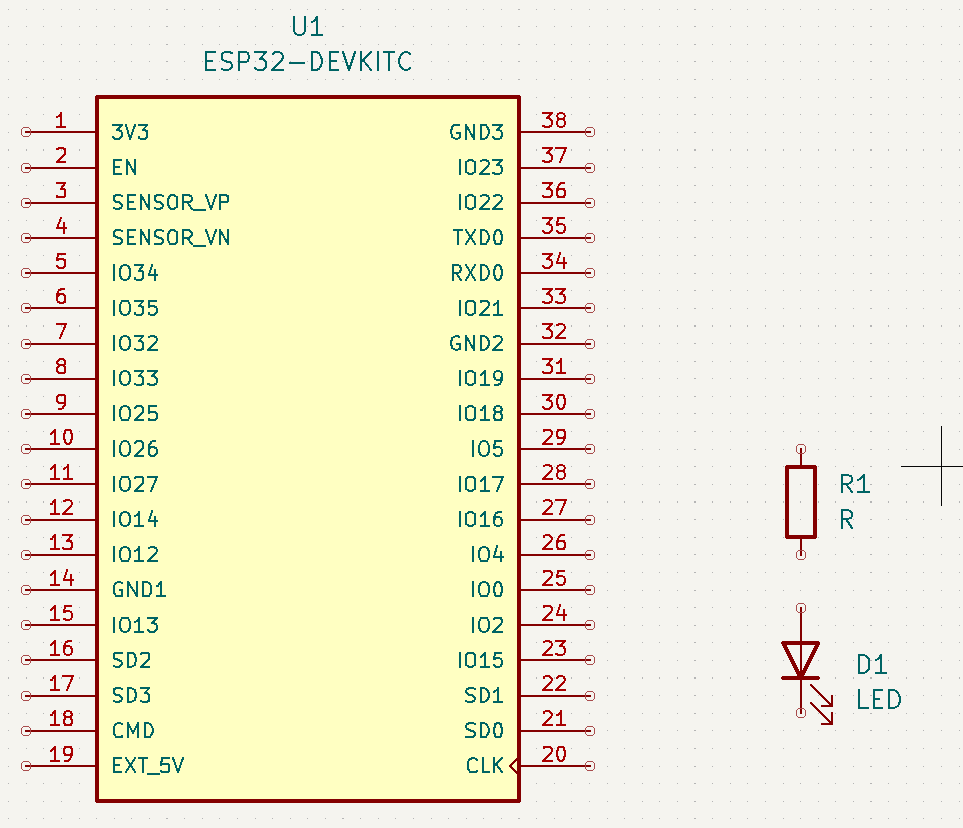 U1
ESP32-DEVKITC
1 3V3 GND3 38
2 EN IO23 37
3 SENSOR_VP IO22 36
4 SENSOR_VN TXD0 35
5 IO34 RXD0 34
6 IO35 IO21 33
7 IO32 GND2 32
8 IO33 IO19 31
9 IO25 IO18 30
10 IO26 IO5 29
11 IO27 IO17 28
12 IO14 IO16 27
13 IO12 IO4 26
14 GND1 IO0 25
15 IO13 IO2 24
16 SD2 IO15 23
17 SD3 SD1 22
18 CMD SD0 21
19 EXT_5V CLK 20
R1
R
D1
LED